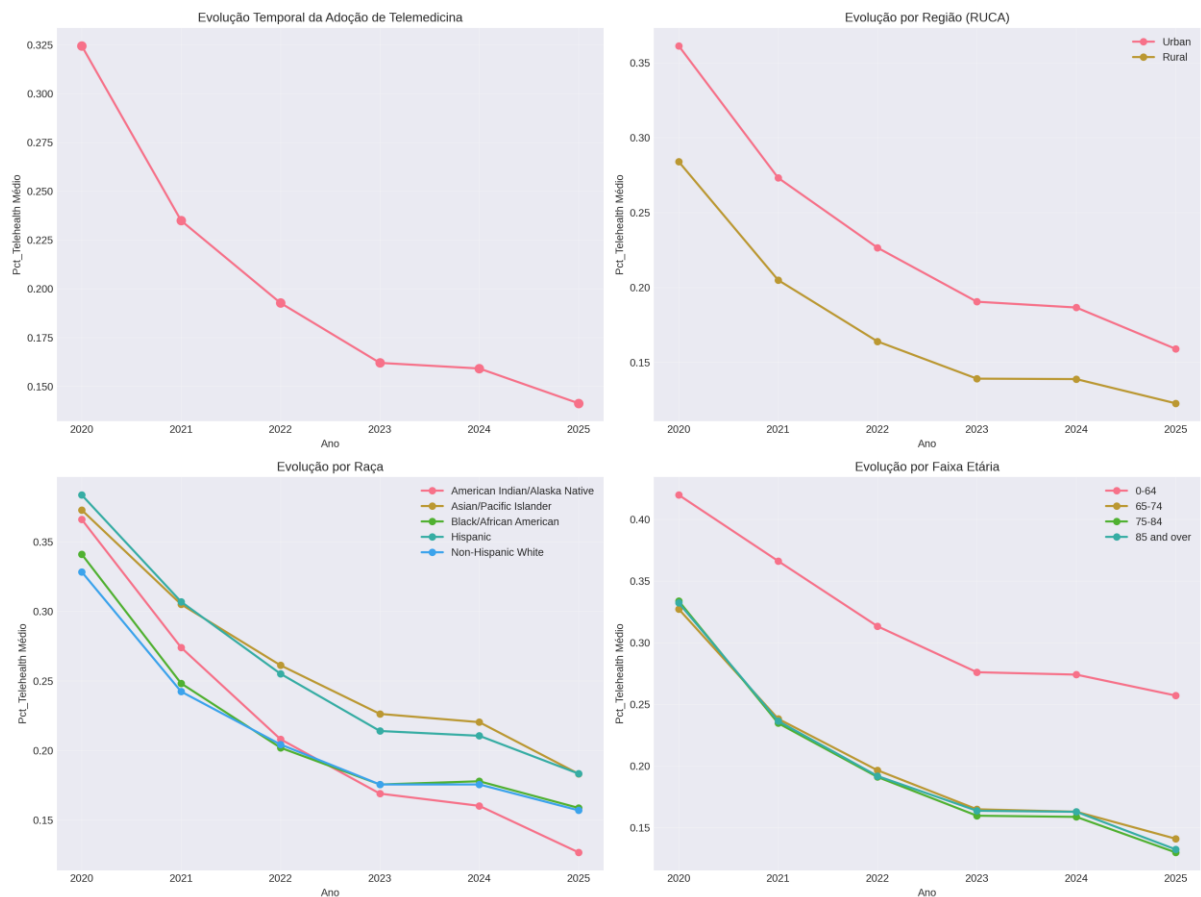 Evolução Temporal da Adoção de Telemedicina
Pct_Telehealth Médio
0.325
0.300
0.275
0.250
0.225
0.200
0.175
0.150
2020 2021 2022 2023 2024 2025
Ano
Evolução por Região (RUCA)
Urban
Rural
Pct_Telehealth Médio
0.35
0.30
0.25
0.20
0.15
2020 2021 2022 2023 2024 2025
Ano
Evolução por Raça
American Indian/Alaska Native
Asian/Pacific Islander
Black/African American
Hispanic
Non-Hispanic White
Pct_Telehealth Médio
0.35
0.30
0.25
0.20
0.15
2020 2021 2022 2023 2024 2025
Ano
Evolução por Faixa Etária
0-64
65-74
75-84
85 and over
Pct_Telehealth Médio
0.40
0.35
0.30
0.25
0.20
0.15
2020 2021 2022 2023 2024 2025
Ano